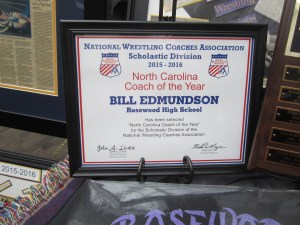 NATIONAL WRESTLING COACHES ASSOCIATION
Scholastic Division
2015 - 2016
North Carolina
Coach of the Year
BILL EDMUNDSON
Rosewood High School
Has been selected
"North Carolina Coach of the Year"
by the Scholastic Division of the
National Wrestling Coaches Association
2015-2016
ROSEWOOD